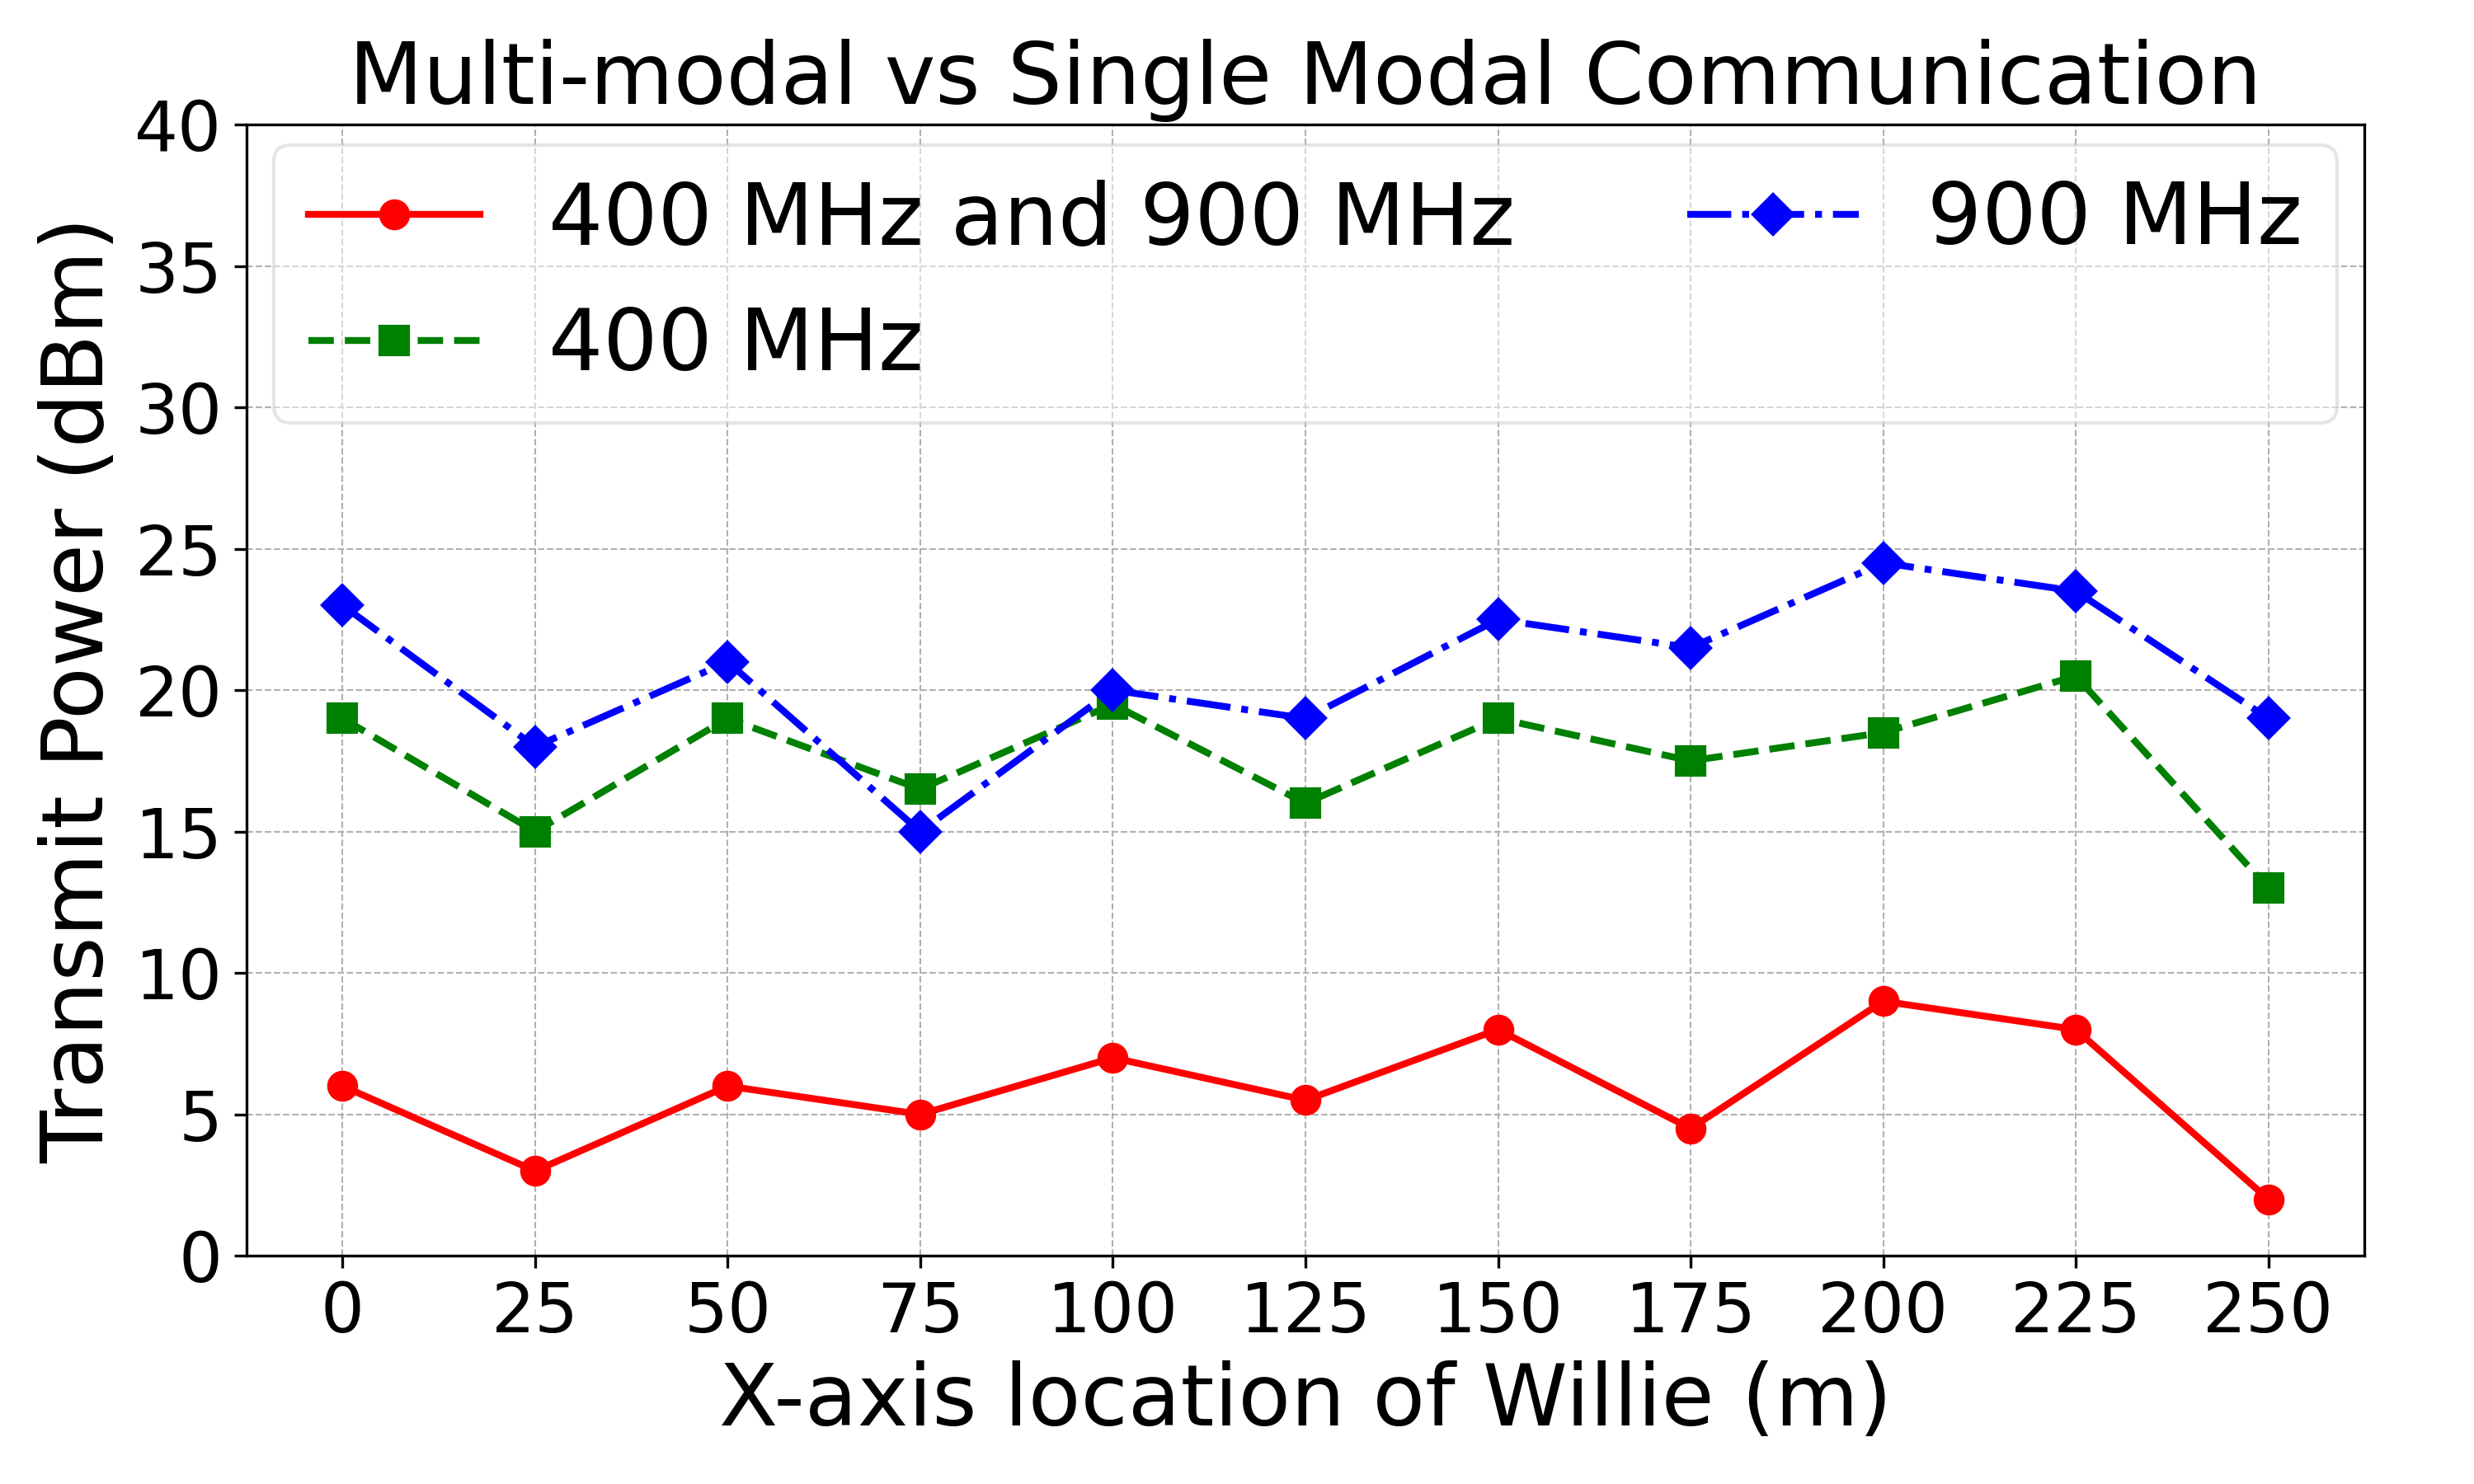 Multi-modal vs Single Modal Communication
Transmit Power (dBm)
40
35
30
25
20
15
10
5
0
400 MHz and 900 MHz
400 MHz
900 MHz
0 25 50 75 100 125 150 175 200 225 250
X-axis location of Willie (m)